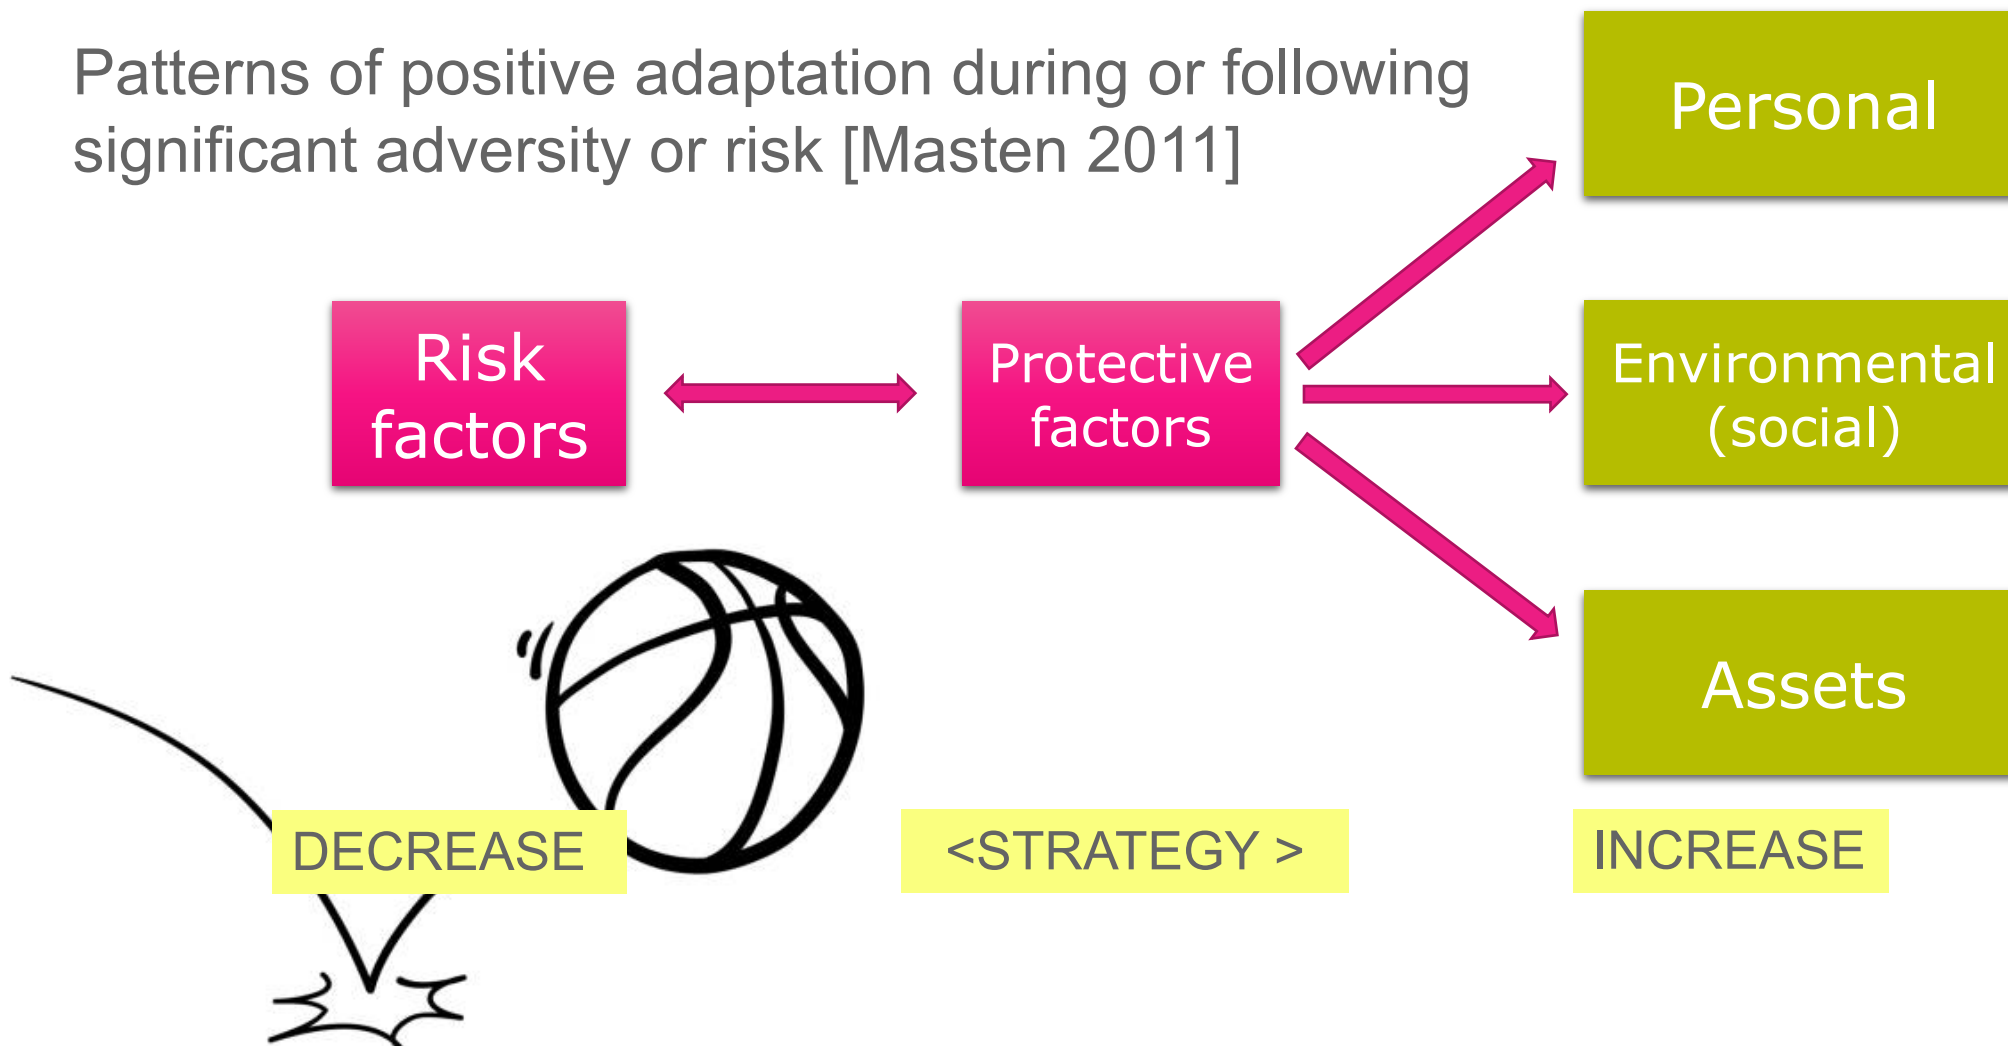 Patterns of positive adaptation during or following
significant adversity or risk [Masten 2011]
Personal
Risk
factors
Protective
factors
Environmental
(social)
Assets
DECREASE
<STRATEGY >
INCREASE